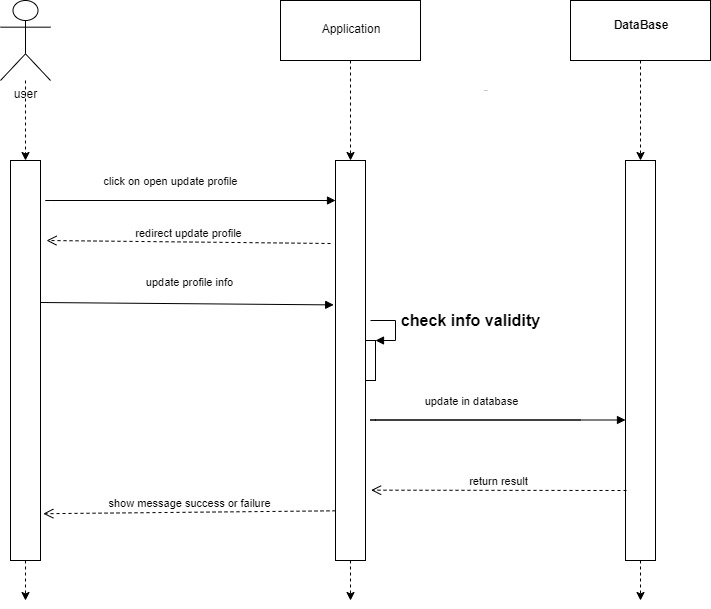 Application
DataBase
user
click on open update profile
redirect update profile
update profile info
check info validity
update in database
return result
show message success or failure